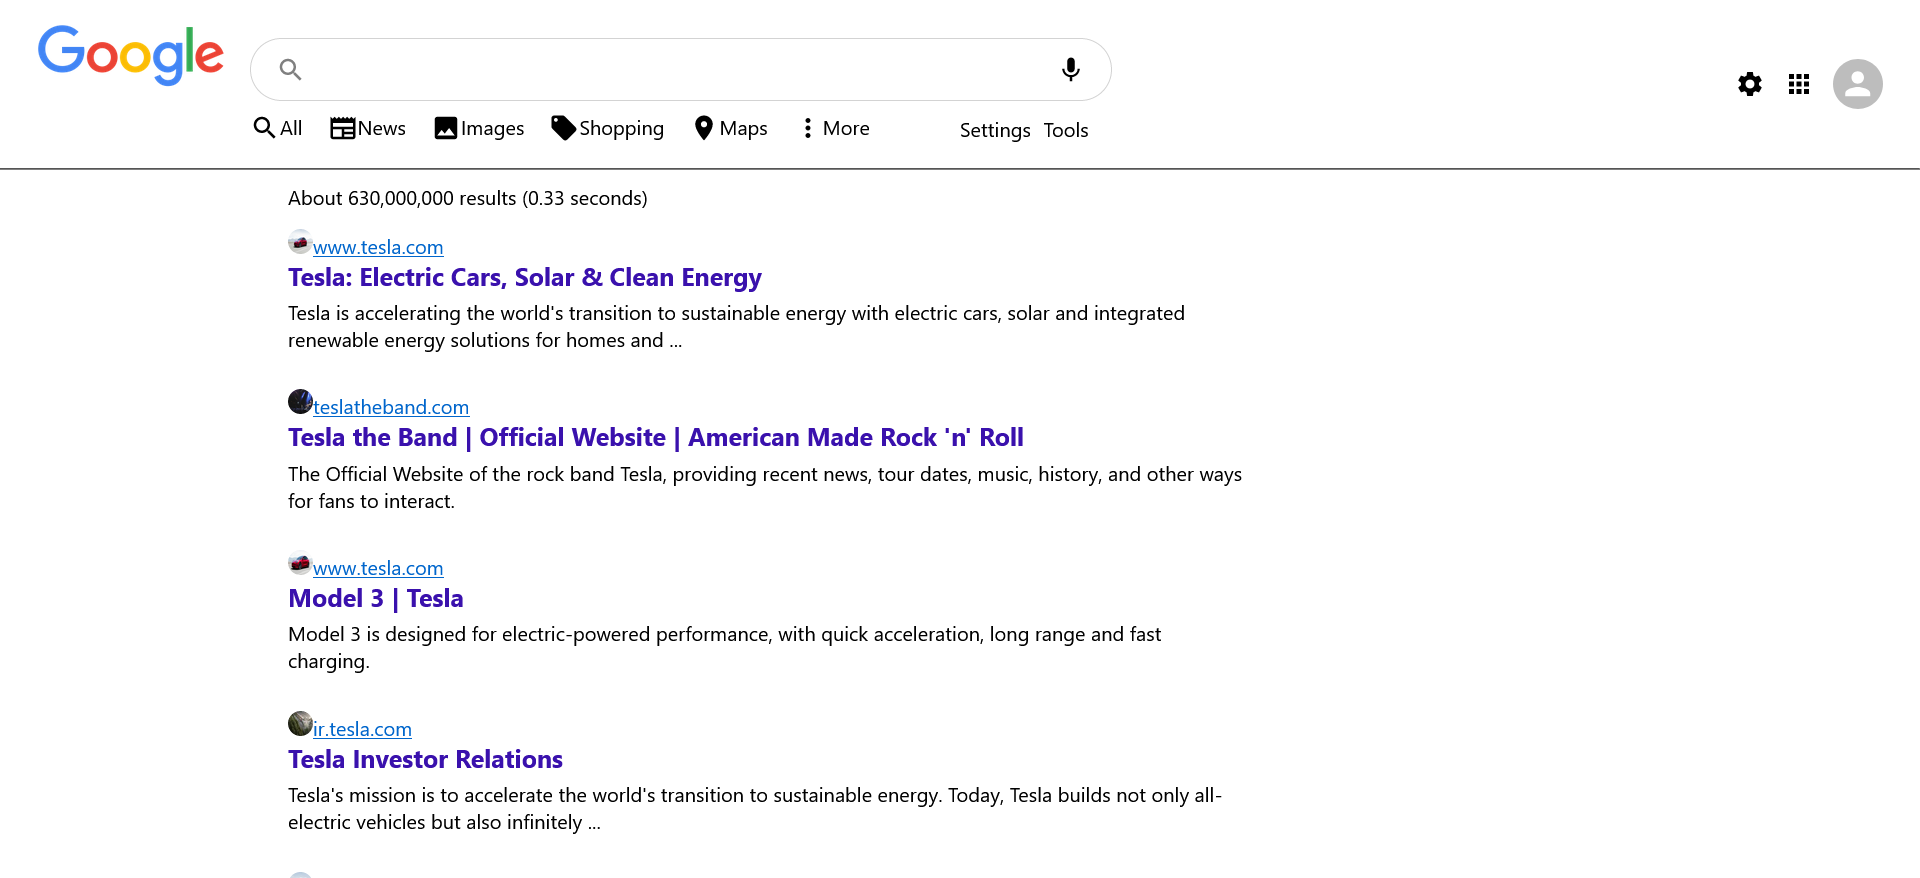 Google
All News Images Shopping Maps More Settings Tools
About 630,000,000 results (0.33 seconds)
www.tesla.com
Tesla: Electric Cars, Solar & Clean Energy
Tesla is accelerating the world's transition to sustainable energy with electric cars, solar and integrated
renewable energy solutions for homes and ...
teslatheband.com
Tesla the Band | Official Website | American Made Rock 'n' Roll
The Official Website of the rock band Tesla, providing recent news, tour dates, music, history, and other ways
for fans to interact.
www.tesla.com
Model 3 | Tesla
Model 3 is designed for electric-powered performance, with quick acceleration, long range and fast
charging.
ir.tesla.com
Tesla Investor Relations
Tesla's mission is to accelerate the world's transition to sustainable energy. Today, Tesla builds not only all-
electric vehicles but also infinitely ...